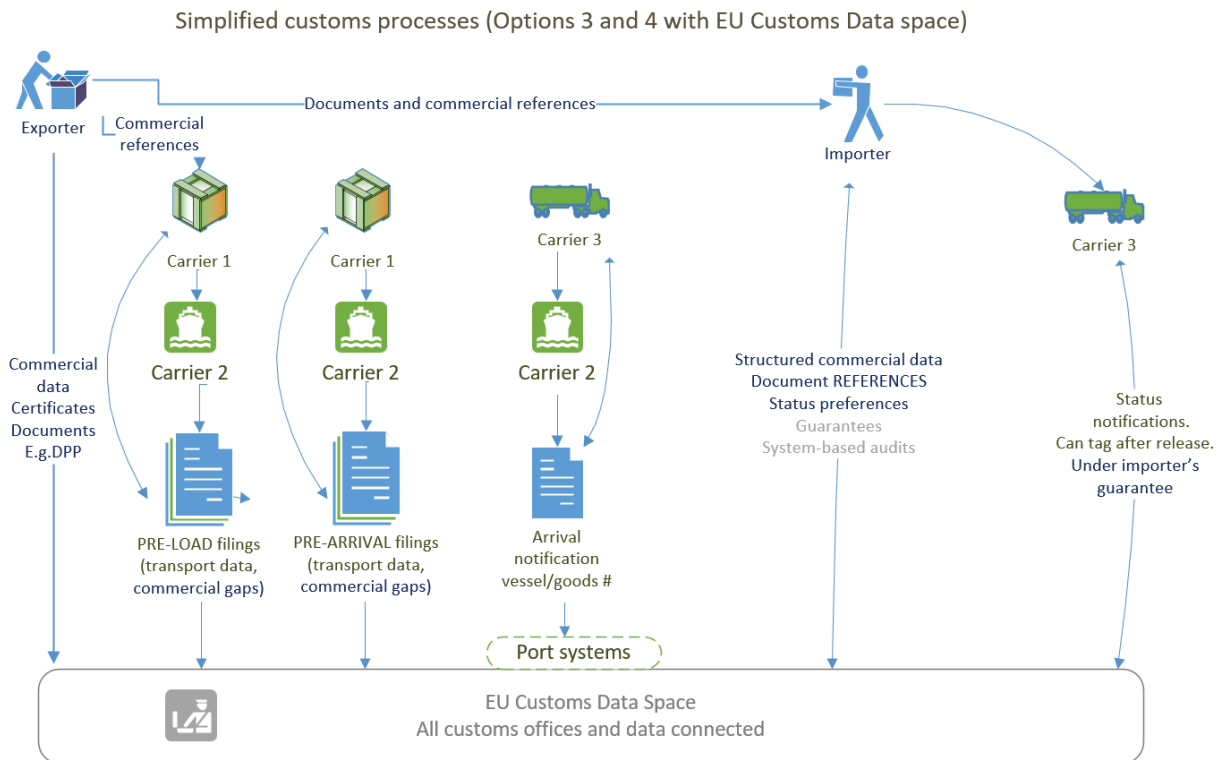 Simplified customs processes (Options 3 and 4 with EU Customs Data space)
Exporter
Documents and commercial references
Importer
Commercial
references
Carrier 1
Carrier 1
Carrier 3
Carrier 3
Carrier 2
Carrier 2
Carrier 2
Commercial
data
Certificates
Documents
E.g.DPP
Structured commercial data
Document REFERENCES
Status preferences
Guarantees
System-based audits
Status
notifications.
Can tag after release.
Under importer's
guarantee
PRE-LOAD filings
(transport data,
commercial gaps)
PRE-ARRIVAL filings
(transport data,
commercial gaps)
Arrival
notification
vessel/goods #
Port systems
EU Customs Data Space
All customs offices and data connected